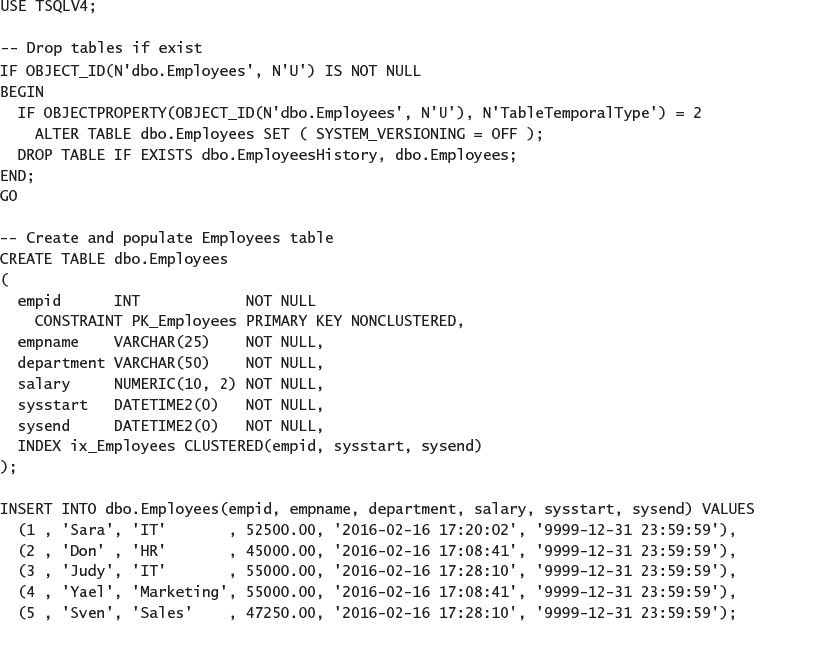 USE TSQLV4;

-- Drop tables if exist
IF OBJECT_ID(N'dbo.Employees', N'U') IS NOT NULL
BEGIN
  IF OBJECTPROPERTY(OBJECT_ID(N'dbo.Employees', N'U'), N'TableTemporalType') = 2
    ALTER TABLE dbo.Employees SET ( SYSTEM_VERSIONING = OFF );
  DROP TABLE IF EXISTS dbo.EmployeesHistory, dbo.Employees;
END;
GO

-- Create and populate Employees table
CREATE TABLE dbo.Employees
(
  empid      INT            NOT NULL
    CONSTRAINT PK_Employees PRIMARY KEY NONCLUSTERED,
  empname    VARCHAR(25)    NOT NULL,
  department VARCHAR(50)    NOT NULL,
  salary     NUMERIC(10, 2) NOT NULL,
  sysstart   DATETIME2(0)   NOT NULL,
  sysend     DATETIME2(0)   NOT NULL,
  INDEX ix_Employees CLUSTERED(empid, sysstart, sysend)
);

INSERT INTO dbo.Employees(empid, empname, department, salary, sysstart, sysend) VALUES
  (1 , 'Sara', 'IT'       , 52500.00, '2016-02-16 17:20:02', '9999-12-31 23:59:59'),
  (2 , 'Don' , 'HR'       , 45000.00, '2016-02-16 17:08:41', '9999-12-31 23:59:59'),
  (3 , 'Judy', 'IT'       , 55000.00, '2016-02-16 17:28:10', '9999-12-31 23:59:59'),
  (4 , 'Yael', 'Marketing', 55000.00, '2016-02-16 17:08:41', '9999-12-31 23:59:59'),
  (5 , 'Sven', 'Sales'    , 47250.00, '2016-02-16 17:28:10', '9999-12-31 23:59:59');